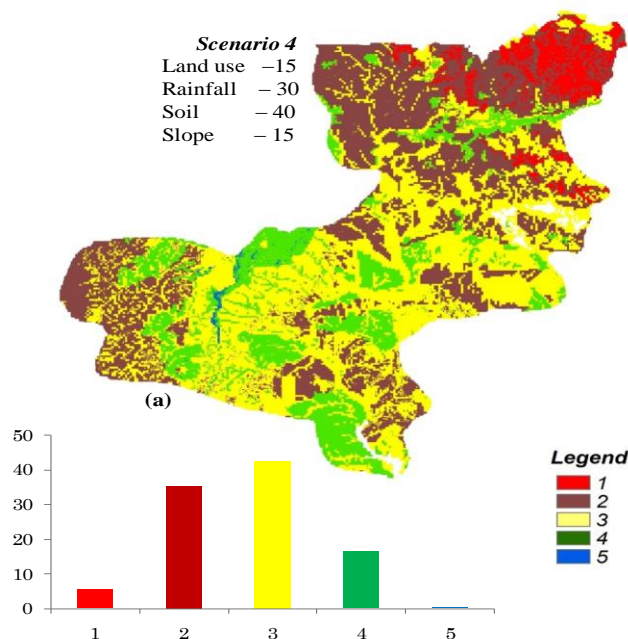 Scenario 4
Land use –15
Rainfall – 30
Soil – 40
Slope – 15
(a)
50
40
30
20
10
0
1 2 3 4 5
Legend
1
2
3
4
5